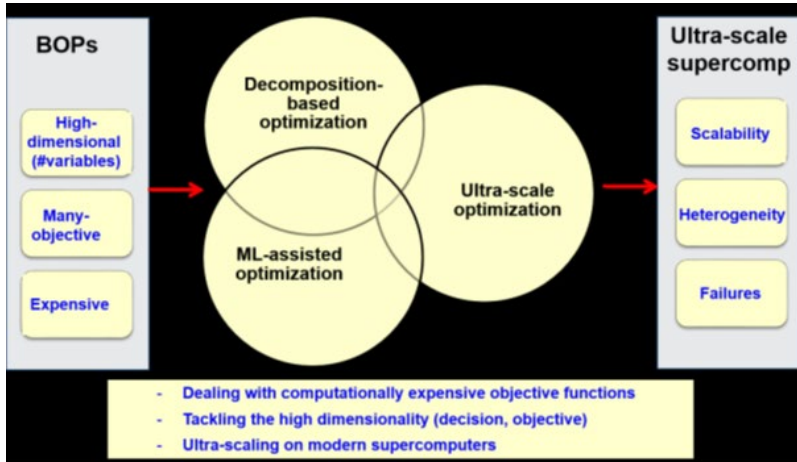 BOPs
High-
dimensional
(#variables)
Many-
objective
Expensive
Decomposition-
based
optimization
ML-assisted
optimization
Ultra-scale
optimization
Ultra-scale
supercomp
Scalability
Heterogeneity
Failures
- Dealing with computationally expensive objective functions
- Tackling the high dimensionality (decision, objective)
- Ultra-scaling on modern supercomputers